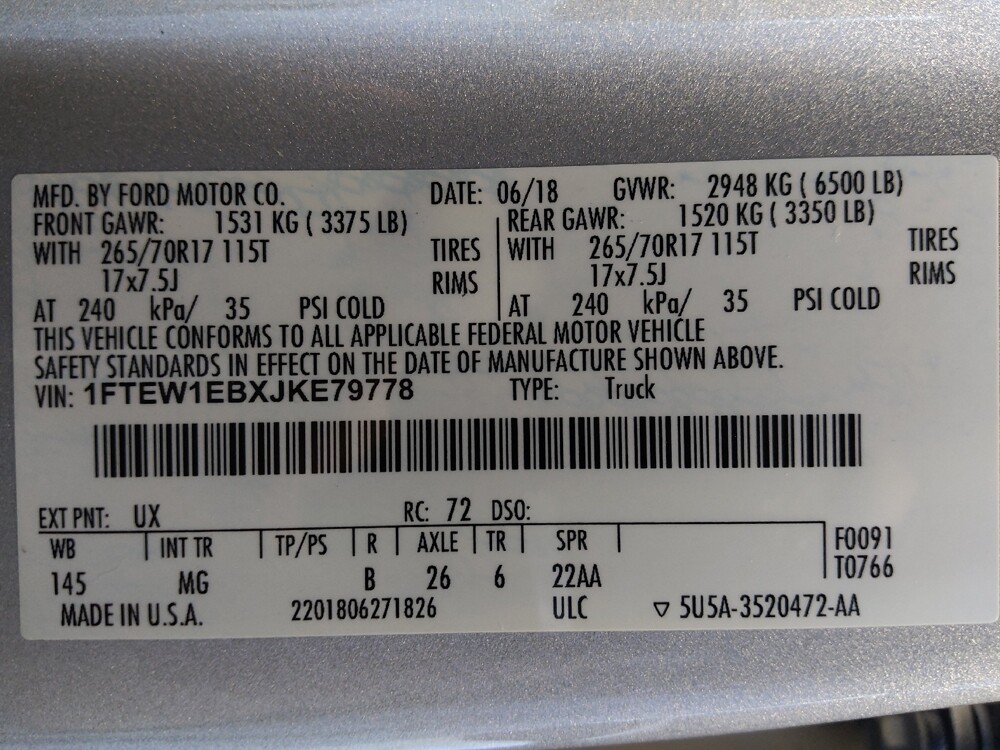 MFD. BY FORD MOTOR CO. DATE: 06/18 GVWR: 2948 KG ( 6500 LB)
FRONT GAWR: 1531 KG ( 3375 LB) REAR GAWR: 1520 KG ( 3350 LB)
WITH 265/70R17 115T TIRES WITH 265/70R17 115T TIRES
17x7.5J RIMS 17x7.5J RIMS
AT 240 kPa/ 35 PSI COLD AT 240 kPa/ 35 PSI COLD
THIS VEHICLE CONFORMS TO ALL APPLICABLE FEDERAL MOTOR VEHICLE
SAFETY STANDARDS IN EFFECT ON THE DATE OF MANUFACTURE SHOWN ABOVE.
VIN: 1FTEW1EBXJKE79778 TYPE: Truck
EXT PNT: UX RC: 72 DSO:
WB INT TR TP/PS R AXLE TR SPR F0091
145 MG B 26 6 22AA T0766
MADE IN U.S.A. 2201806271826 ULC ▽ 5U5A-3520472-AA